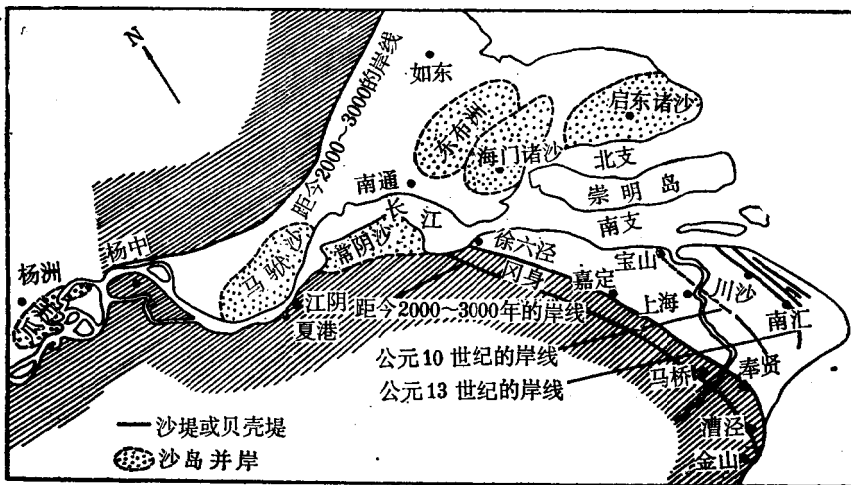 N
距今2000~3000的岸线
如东
东布洲
启东诸沙
海门诸沙
北支
崇明岛
南支
南通
长江
马驮沙
常阴沙
徐六泾
冈身
宝山
嘉定
上海
川沙
南汇
杨中
杨洲
瓜洲
江阴
夏港
距今2000~3000年的岸线
公元10世纪的岸线
公元13世纪的岸线
马桥
奉贤
漕泾
金山
沙堤或贝壳堤
沙岛并岸